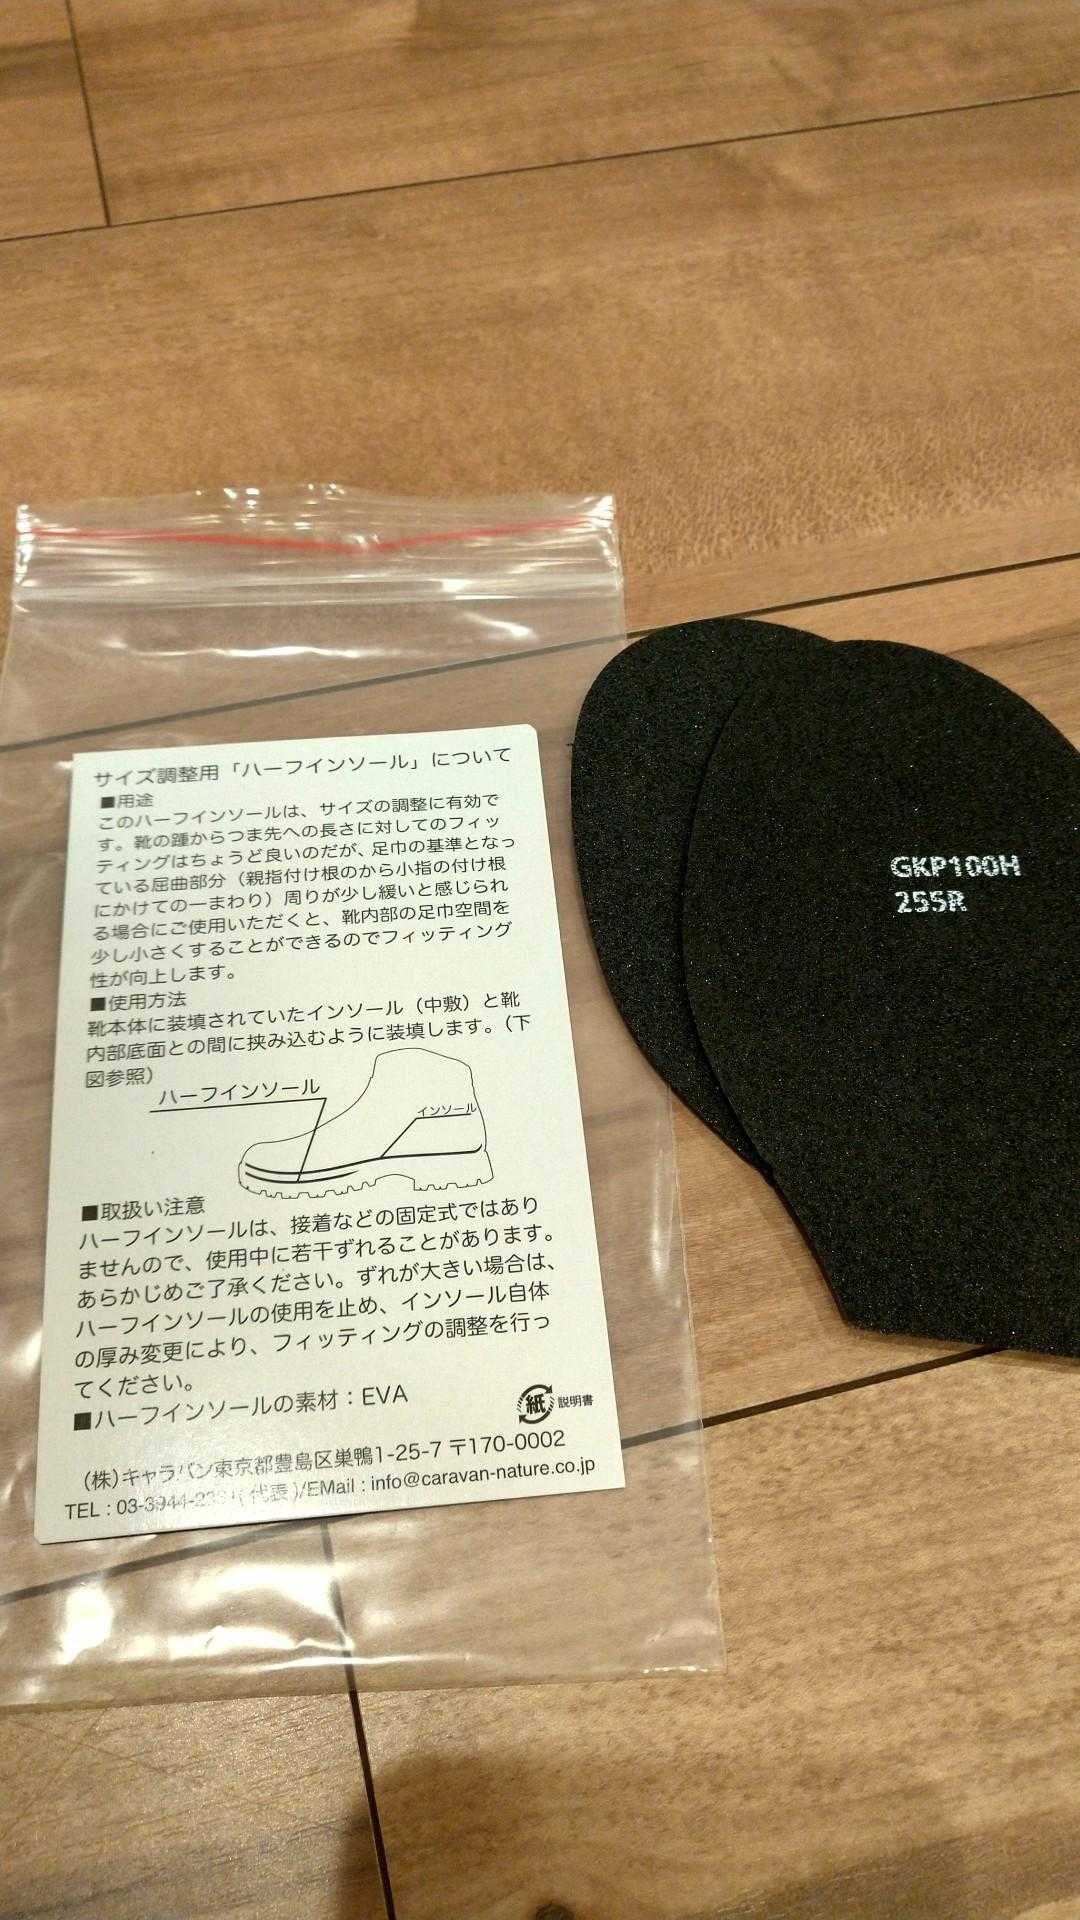 サイズ調整用「ハーフインソール」について
■用途
このハーフインソールは、サイズの調整に有効で
す。靴の踵からつま先への長さに対してのフィッ
ティングはちょうど良いのだが、足巾の基準となっ
ている屈曲部分（親指付け根のから小指の付け根
にかけての一まわり）周りが少し緩いと感じられ
る場合にご使用いただくと、靴内部の足巾空間を
少し小さくすることができるのでフィッティング
性が向上します。
■使用方法
靴本体に装填されていたインソール（中敷）と靴
内部底面との間に挟み込むように装填します。（下
図参照）
ハーフインソール
インソール
■取扱い注意
ハーフインソールは、接着などの固定式ではあり
ませんので、使用中に若干ずれることがあります。
あらかじめご了承ください。ずれが大きい場合は、
ハーフインソールの使用を止め、インソール自体
の厚み変更により、フィッティングの調整を行っ
てください。
■ハーフインソールの素材：EVA
紙 説明書
（株）キャラバン東京都豊島区巣鴨1-25-7 〒170-0002
TEL : 03-3944- (代表)/EMail : info@caravan-nature.co.jp
GKP100H
255R